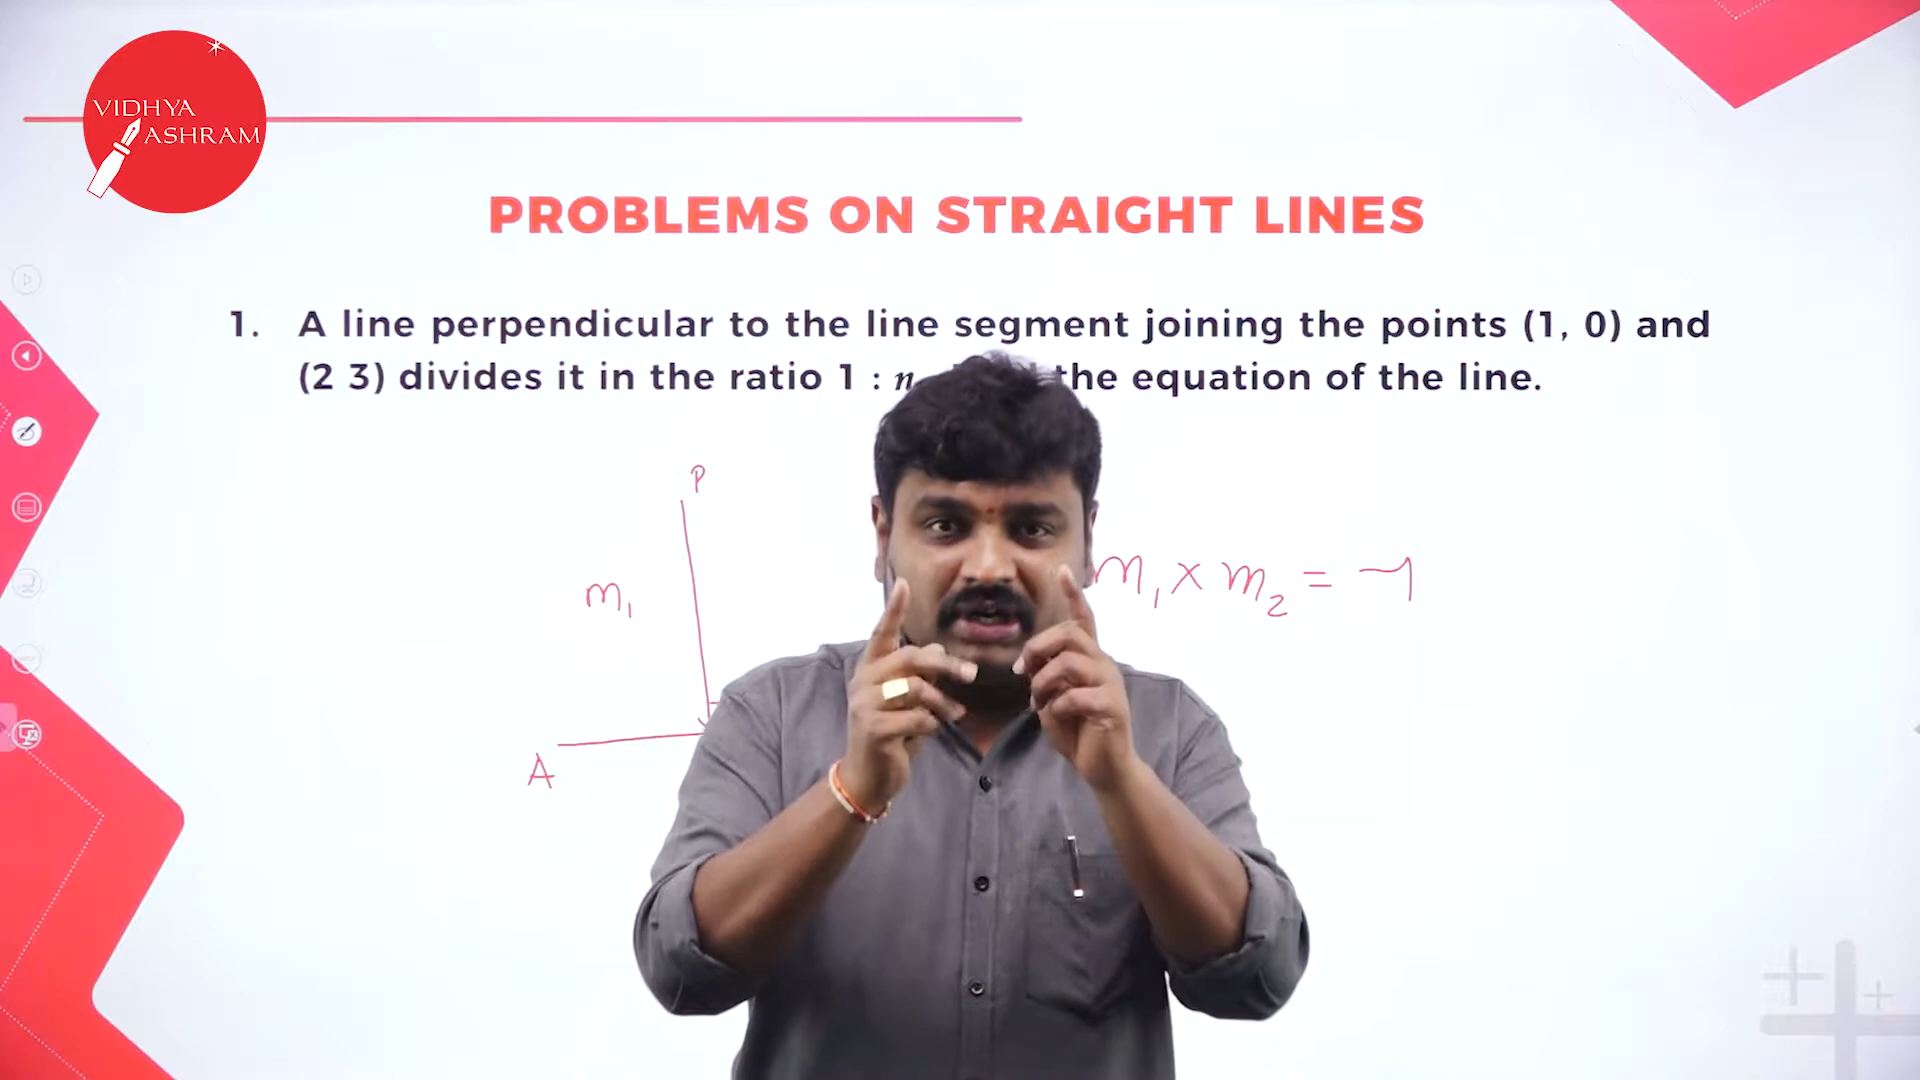 VIDHYA
ASHRAM
PROBLEMS ON STRAIGHT LINES
1. A line perpendicular to the line segment joining the points (1, 0) and
(2 3) divides it in the ratio 1 : n the equation of the line.
P
m₁
m₁ × m₂ = -1
A